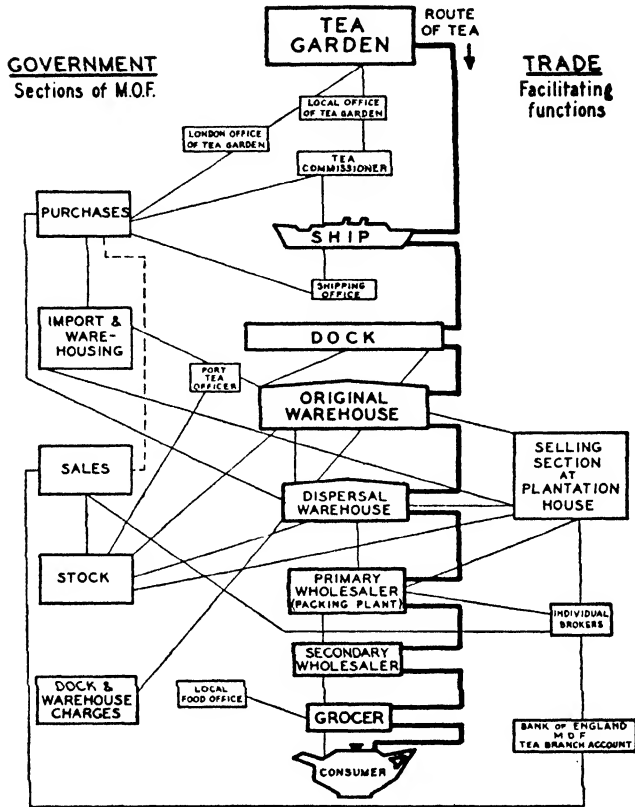 TEA
GARDEN
ROUTE
OF TEA
GOVERNMENT
Sections of M.O.F.
TRADE
Facilitating
functions
LOCAL OFFICE
OF TEA GARDEN
LONDON OFFICE
OF TEA GARDEN
TEA
COMMISSIONER
PURCHASES
SHIP
SHIPPING
OFFICE
IMPORT &
WARE-
HOUSING
DOCK
PORT
TEA
OFFICER
ORIGINAL
WAREHOUSE
SALES
SELLING
SECTION
AT
PLANTATION
HOUSE
DISPERSAL
WAREHOUSE
STOCK
PRIMARY
WHOLESALER
(PACKING PLANT)
INDIVIDUAL
BROKERS
SECONDARY
WHOLESALER
DOCK &
WAREHOUSE
CHARGES
LOCAL
FOOD OFFICE
GROCER
BANK OF ENGLAND
M O F
TEA BRANCH ACCOUNT
CONSUMER